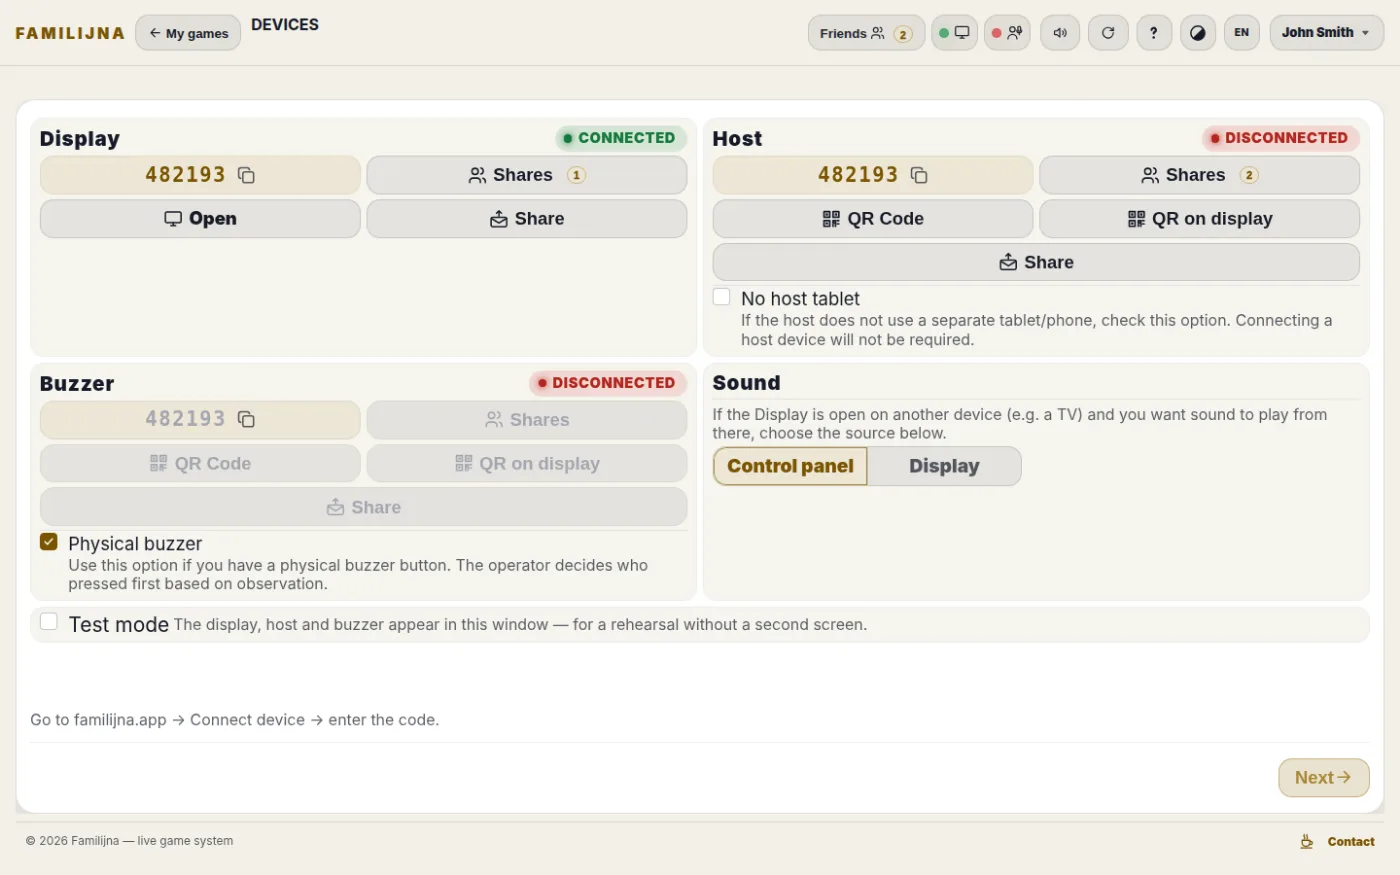 FAMILIJNA
← My games
DEVICES
Friends 2
?
EN
John Smith
Display
CONNECTED
482193
Shares 1
Open
Share
Host
DISCONNECTED
482193
Shares 2
QR Code
QR on display
Share
No host tablet
If the host does not use a separate tablet/phone, check this option. Connecting a
host device will not be required.
Buzzer
DISCONNECTED
482193
Shares
QR Code
QR on display
Share
Physical buzzer
Use this option if you have a physical buzzer button. The operator decides who
pressed first based on observation.
Sound
If the Display is open on another device (e.g. a TV) and you want sound to play from
there, choose the source below.
Control panel
Display
Test mode The display, host and buzzer appear in this window — for a rehearsal without a second screen.
Go to familijna.app → Connect device → enter the code.
Next →
© 2026 Familijna — live game system
Contact